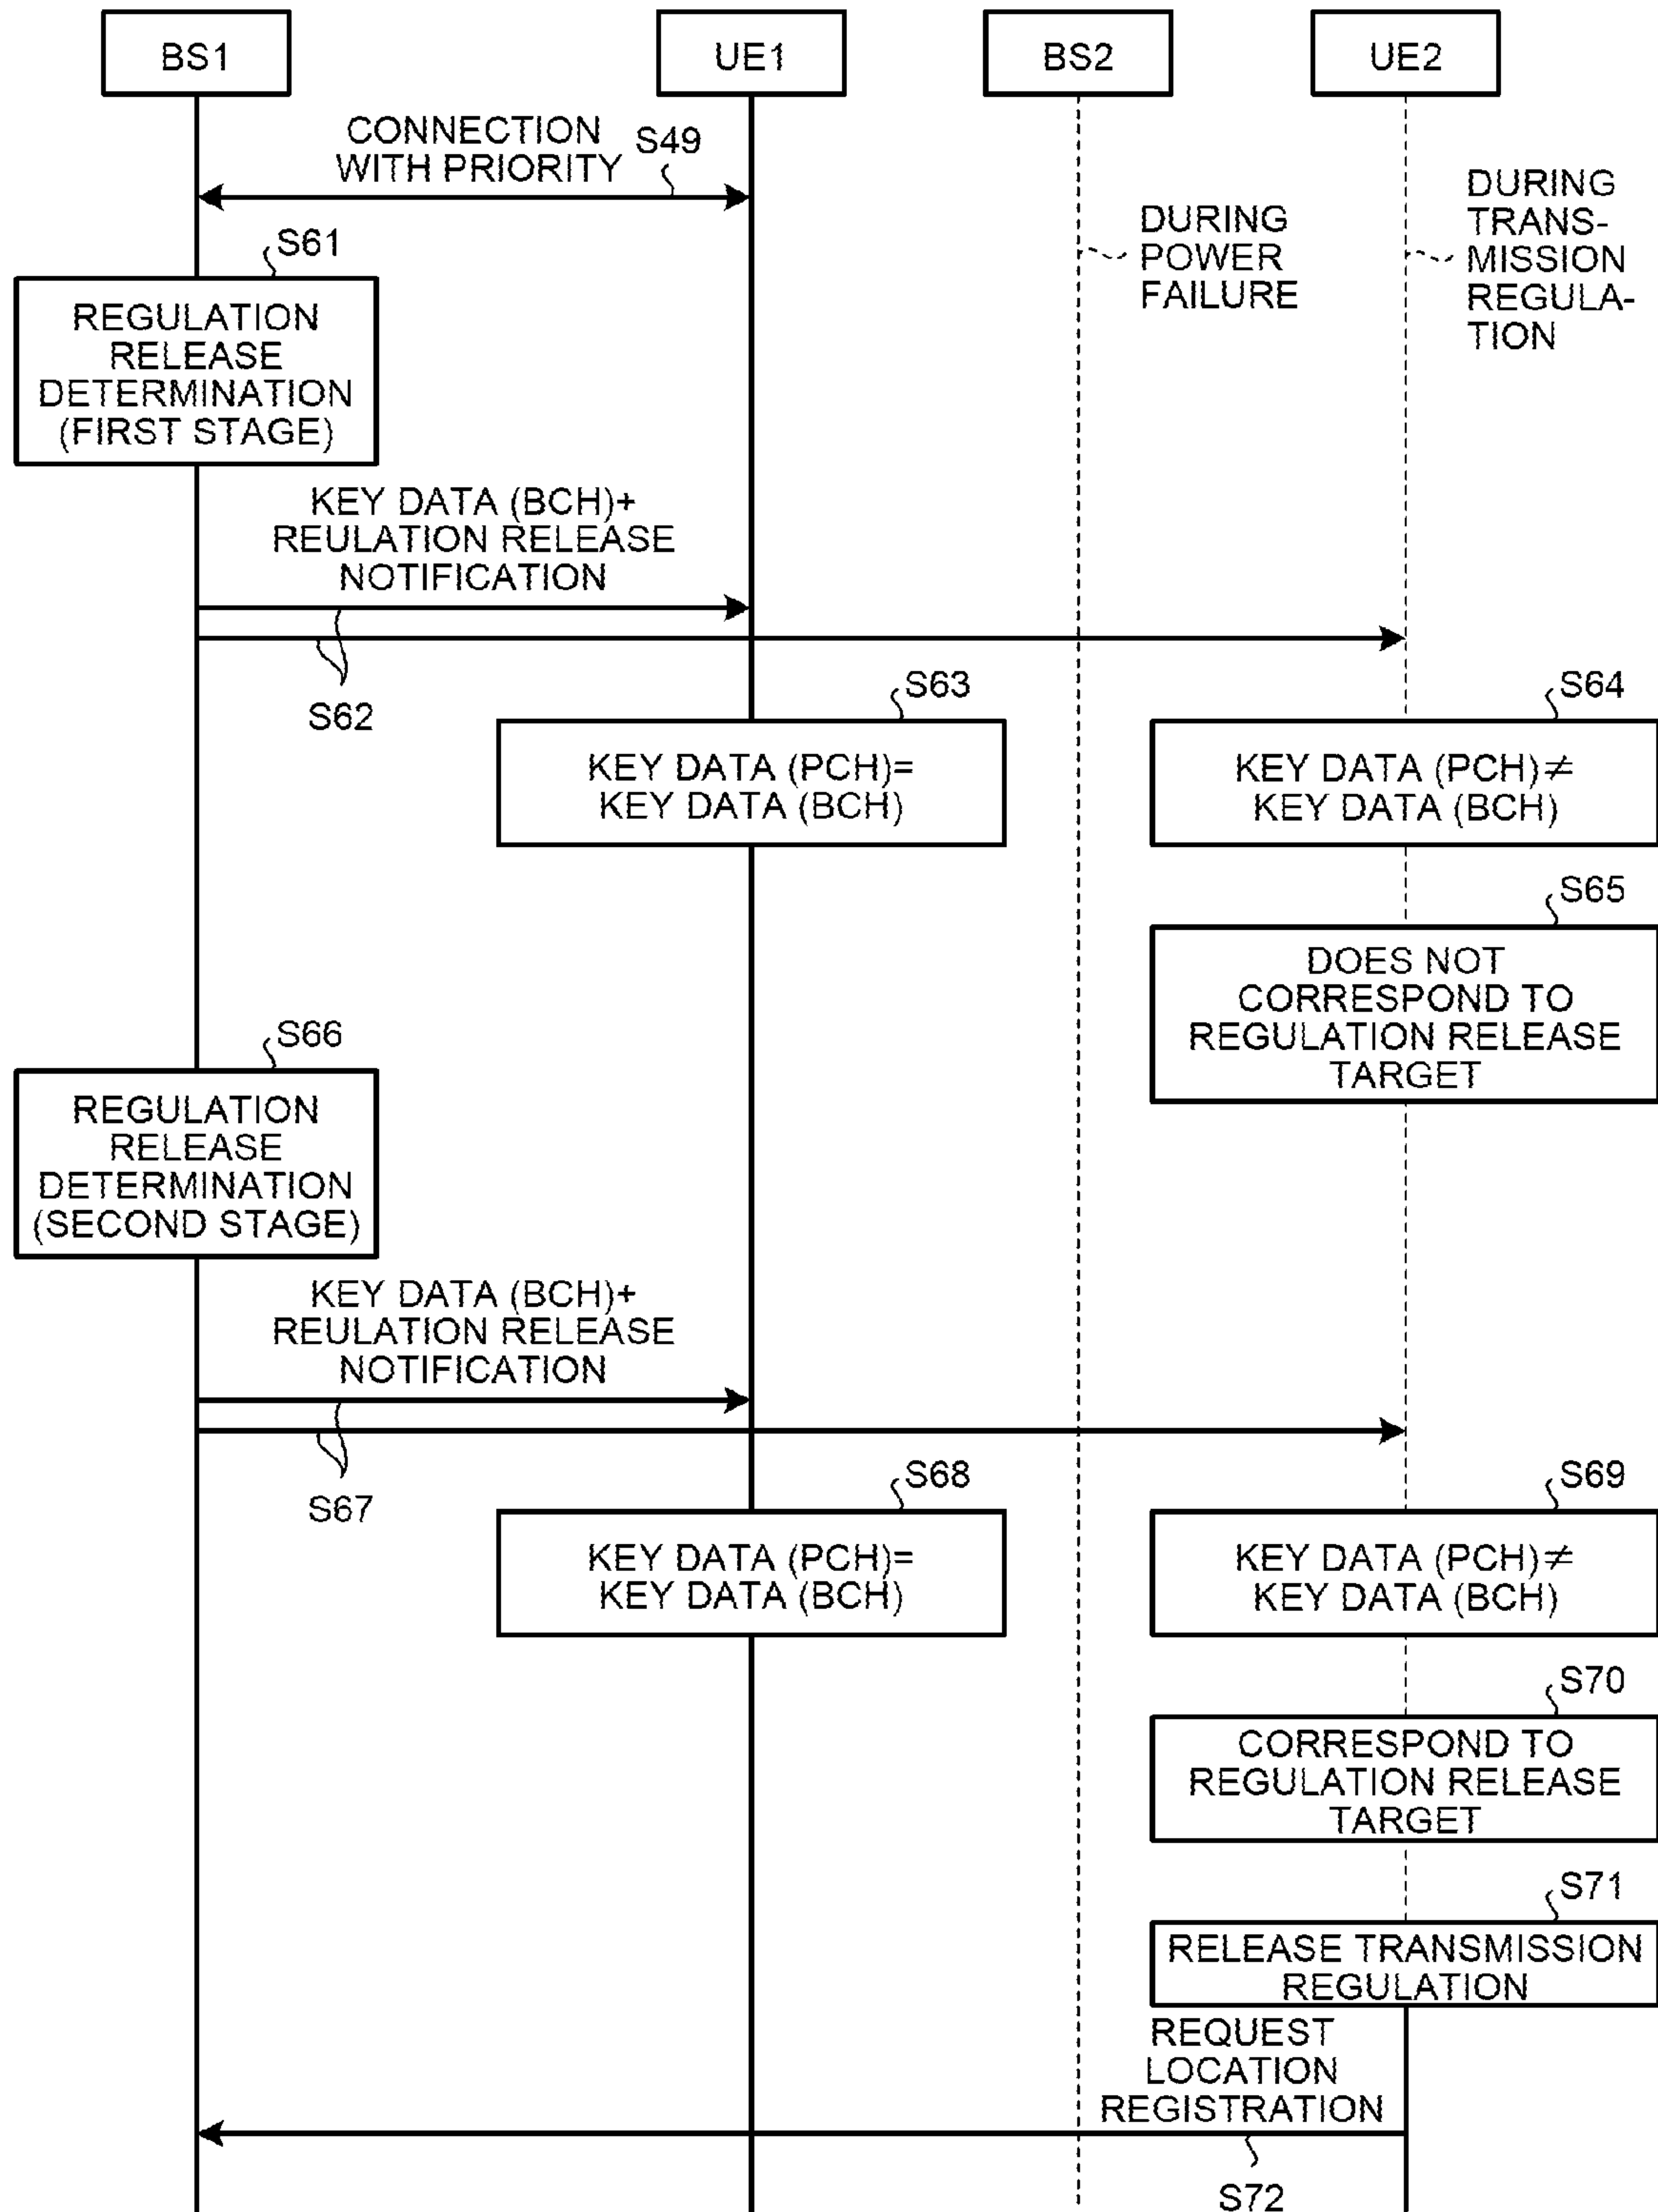 BS1
UE1
BS2
UE2
CONNECTION
WITH PRIORITY
S49
DURING
POWER
FAILURE
DURING
TRANS-
MISSION
REGULA-
TION
S61
REGULATION
RELEASE
DETERMINATION
(FIRST STAGE)
KEY DATA (BCH)+
REULATION RELEASE
NOTIFICATION
S62
S63
KEY DATA (PCH)=
KEY DATA (BCH)
S64
KEY DATA (PCH)≠
KEY DATA (BCH)
S65
DOES NOT
CORRESPOND TO
REGULATION RELEASE
TARGET
S66
REGULATION
RELEASE
DETERMINATION
(SECOND STAGE)
KEY DATA (BCH)+
REULATION RELEASE
NOTIFICATION
S67
S68
KEY DATA (PCH)=
KEY DATA (BCH)
S69
KEY DATA (PCH)≠
KEY DATA (BCH)
S70
CORRESPOND TO
REGULATION RELEASE
TARGET
S71
RELEASE TRANSMISSION
REGULATION
REQUEST
LOCATION
REGISTRATION
S72